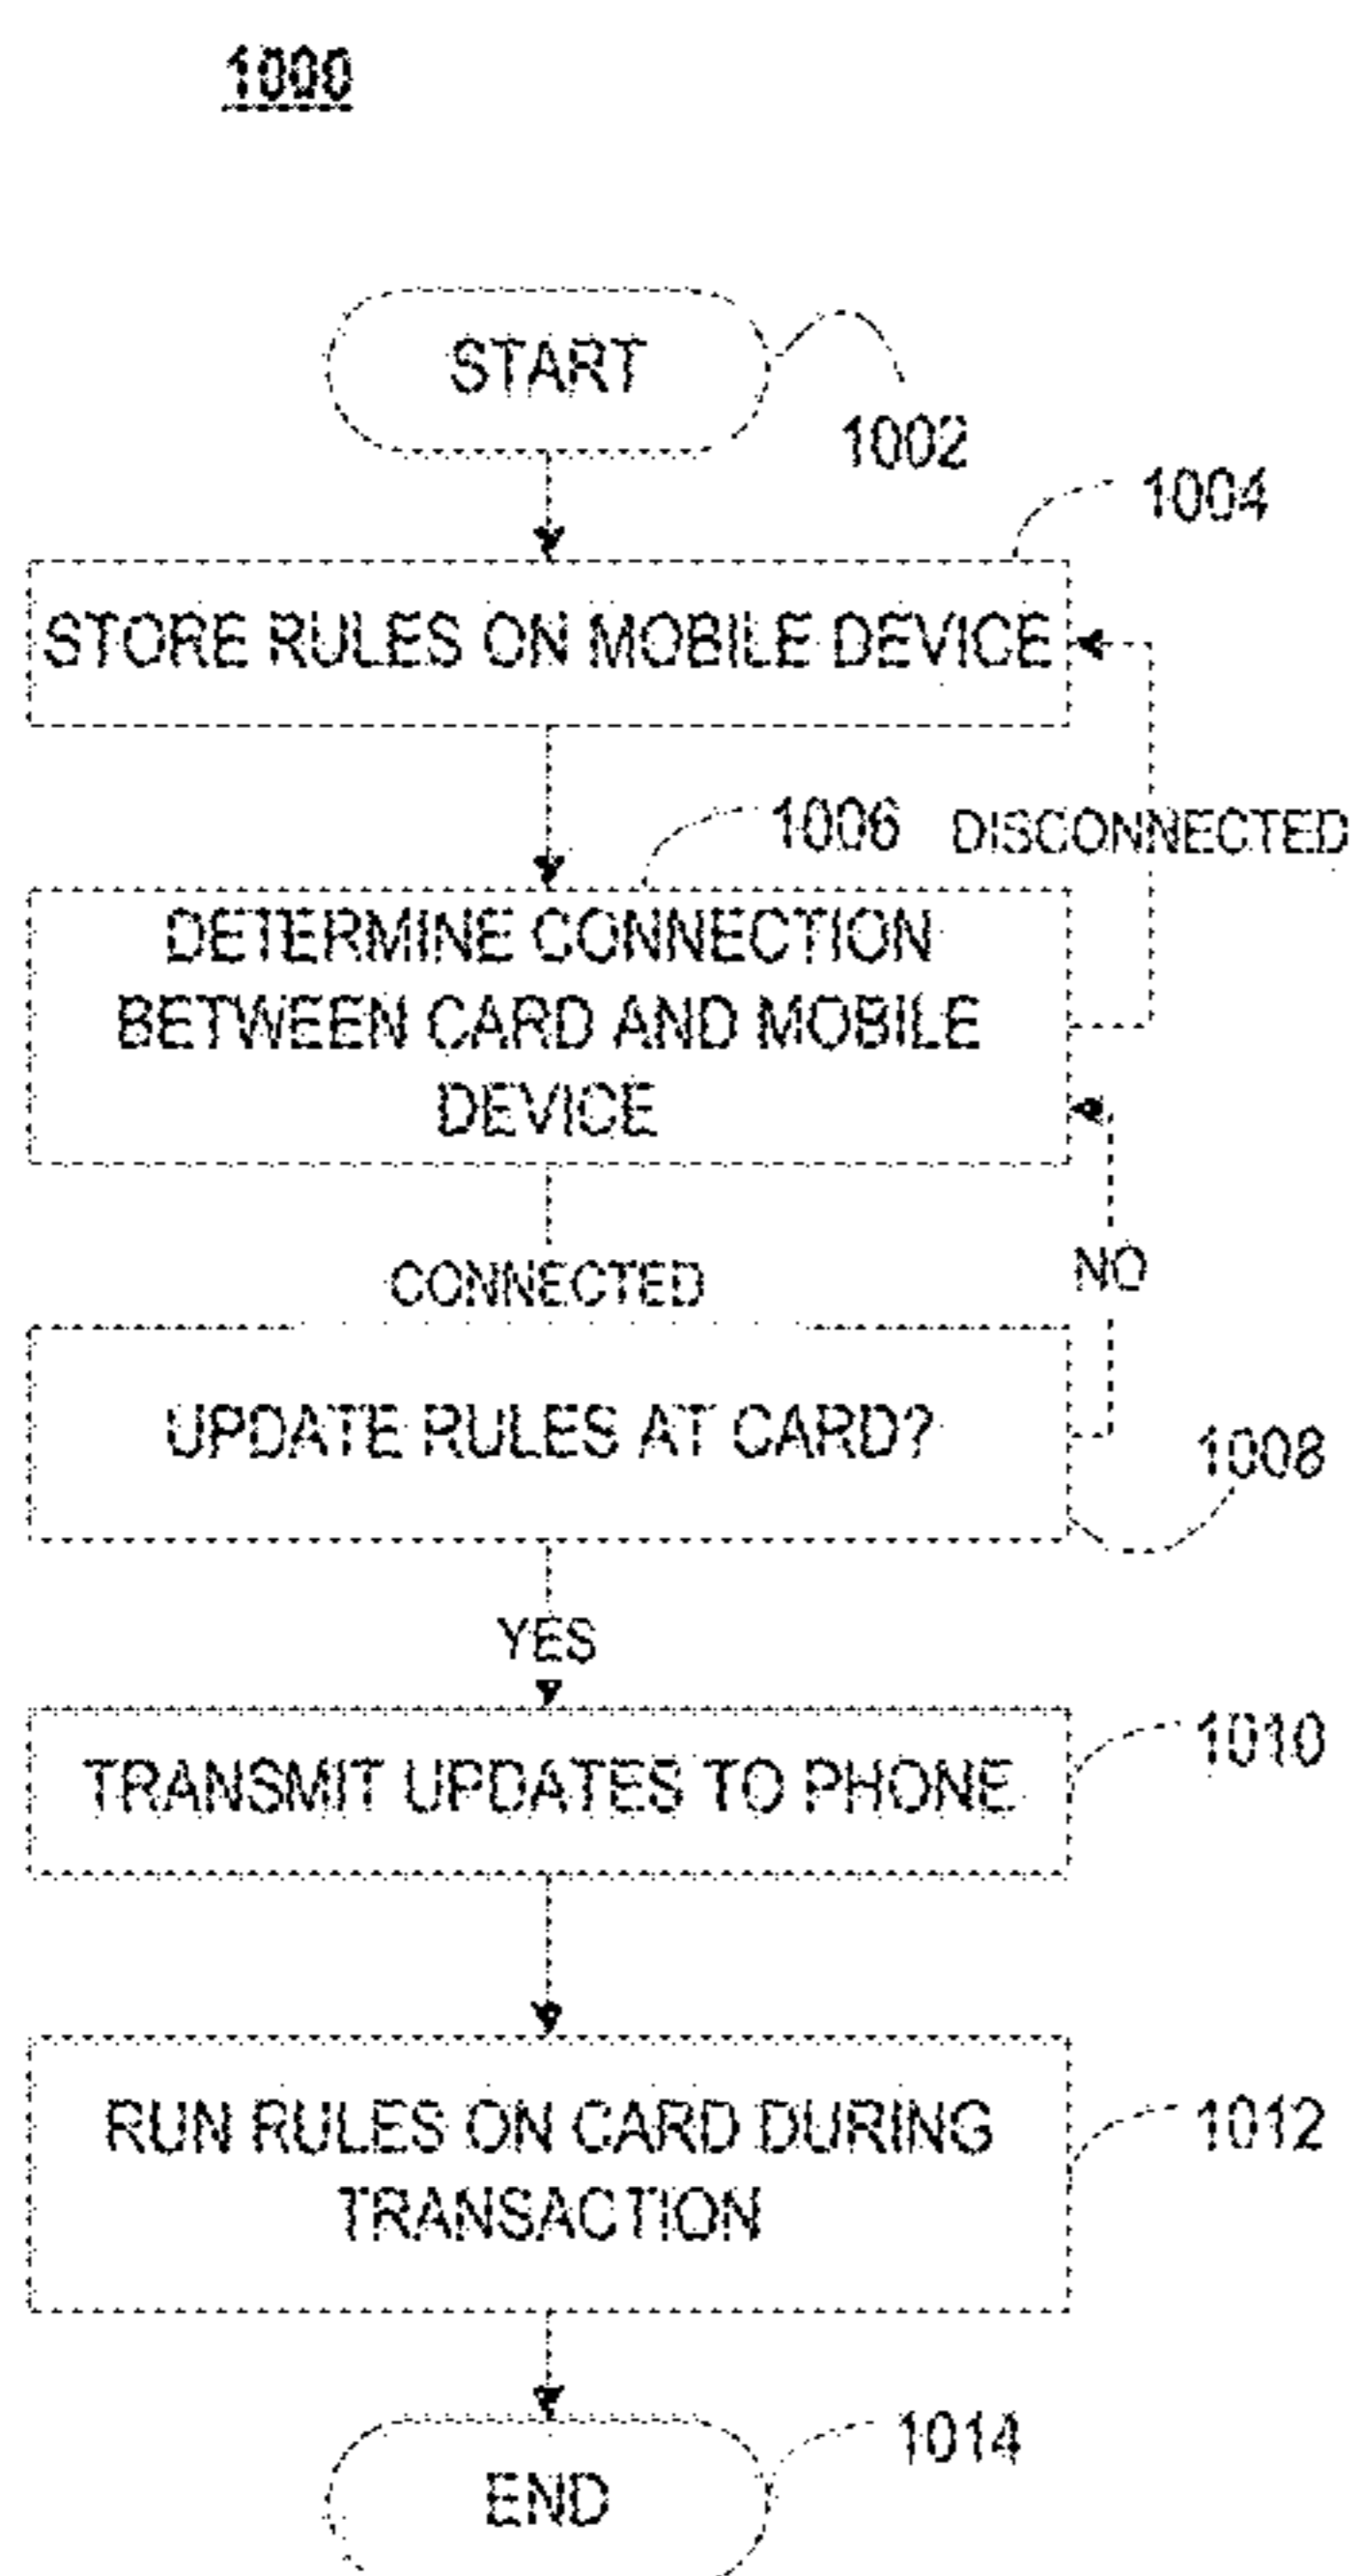 1000
START
1002
1004
STORE RULES ON MOBILE DEVICE
1006
DISCONNECTED
DETERMINE CONNECTION
BETWEEN CARD AND MOBILE
DEVICE
CONNECTED
NO
UPDATE RULES AT CARD?
1008
YES
1010
TRANSMIT UPDATES TO PHONE
RUN RULES ON CARD DURING
TRANSACTION
1012
1014
END